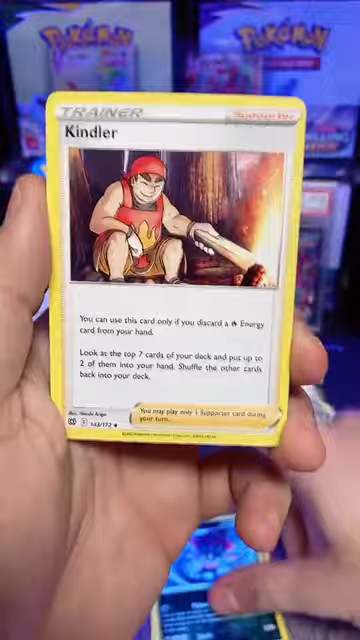 Pokémon
Pokémon
TRAINER
Supporter
Kindler
You can use this card only if you discard a Energy
card from your hand.
Look at the top 7 cards of your deck and put up to
2 of them into your hand. Shuffle the other cards
back into your deck.
You may play only 1 Supporter card during
your turn.
143/172